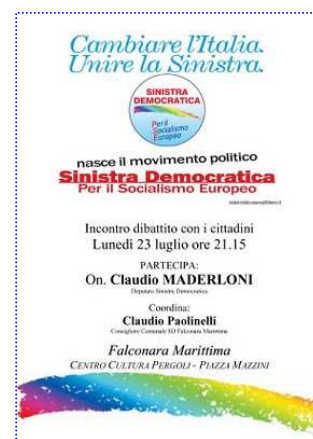 Cambiare l'Italia.
Unire la Sinistra.
SINISTRA
DEMOCRATICA
Per il
Socialismo
Europeo
nasce il movimento politico
Sinistra Democratica
Per il Socialismo Europeo
Incontro dibattito con i cittadini
Lunedì 23 luglio ore 21.15
PARTECIPA:
On. Claudio MADERLONI
Deputato Sinistra Democratica
Coordina:
Claudio Paolinelli
Consigliere Comunale SD Falconara Marittima
Falconara Marittima
CENTRO CULTURA PERGOLI - PIAZZA MAZZINI